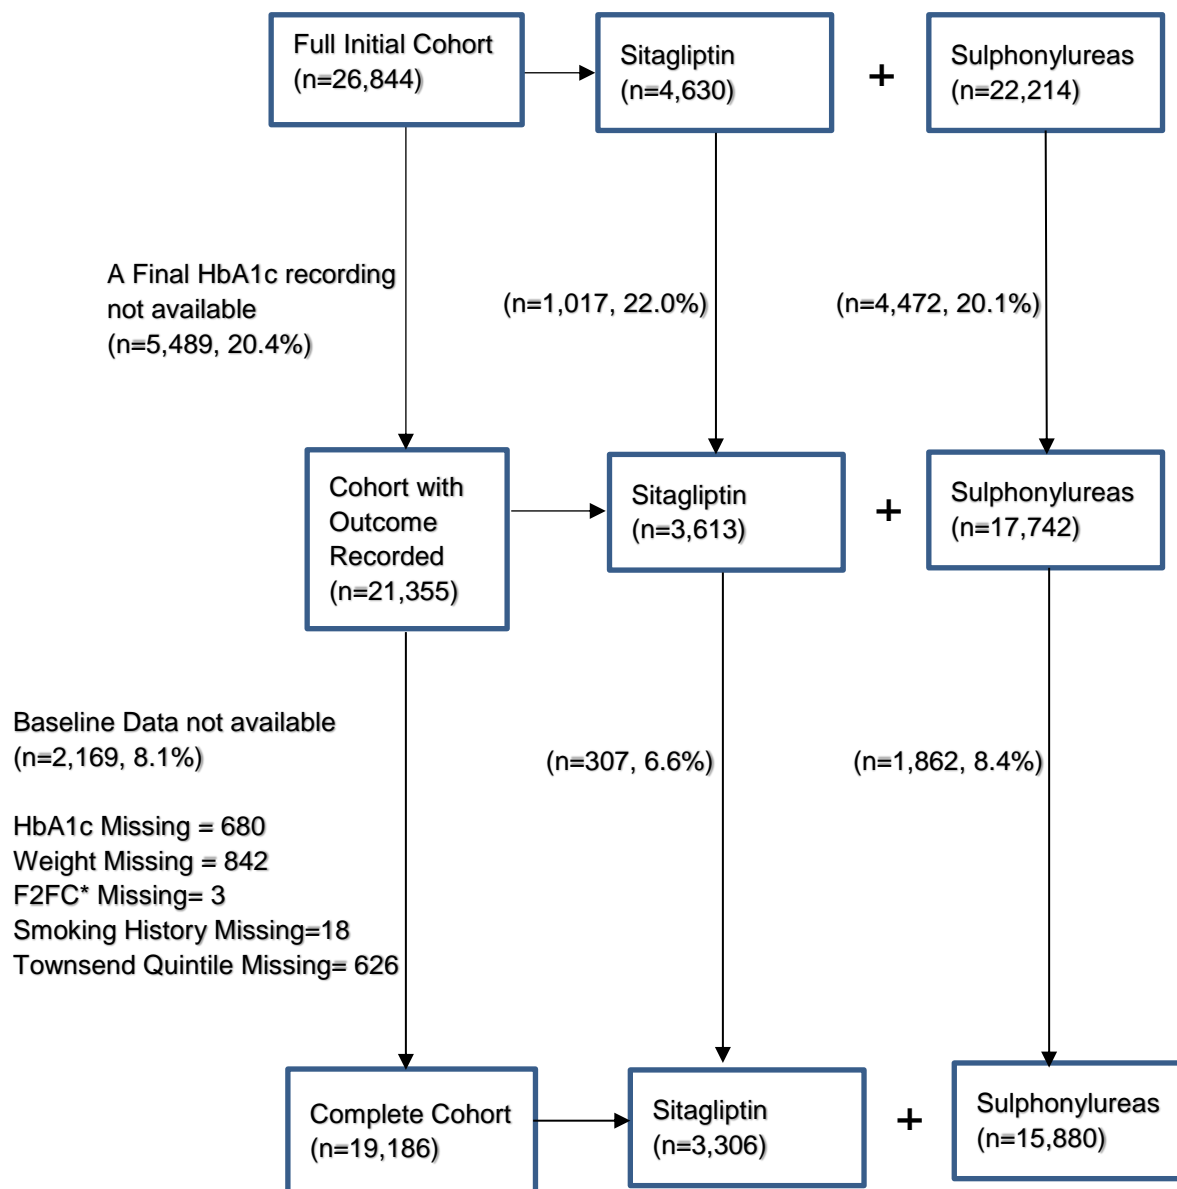 Full Initial Cohort
(n=26,844)
Sitagliptin
(n=4,630)
+
Sulphonylureas
(n=22,214)
A Final HbA1c recording
not available
(n=5,489, 20.4%)
(n=1,017, 22.0%)
(n=4,472, 20.1%)
Cohort with
Outcome
Recorded
(n=21,355)
Sitagliptin
(n=3,613)
+
Sulphonylureas
(n=17,742)
Baseline Data not available
(n=2,169, 8.1%)
(n=307, 6.6%)
(n=1,862, 8.4%)
HbA1c Missing = 680
Weight Missing = 842
F2FC* Missing= 3
Smoking History Missing=18
Townsend Quintile Missing= 626
Complete Cohort
(n=19,186)
Sitagliptin
(n=3,306)
+
Sulphonylureas
(n=15,880)